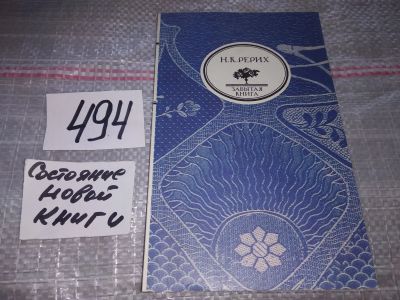 494
Состояние
новой
книги
Н.К.РЕРИХ
ЗАБЫТАЯ
КНИГА